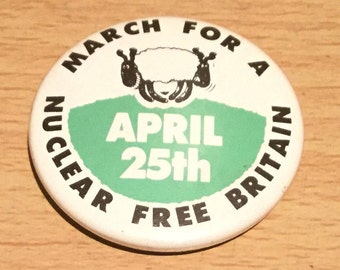 MARCH FOR A
APRIL
25th
NUCLEAR FREE BRITAIN